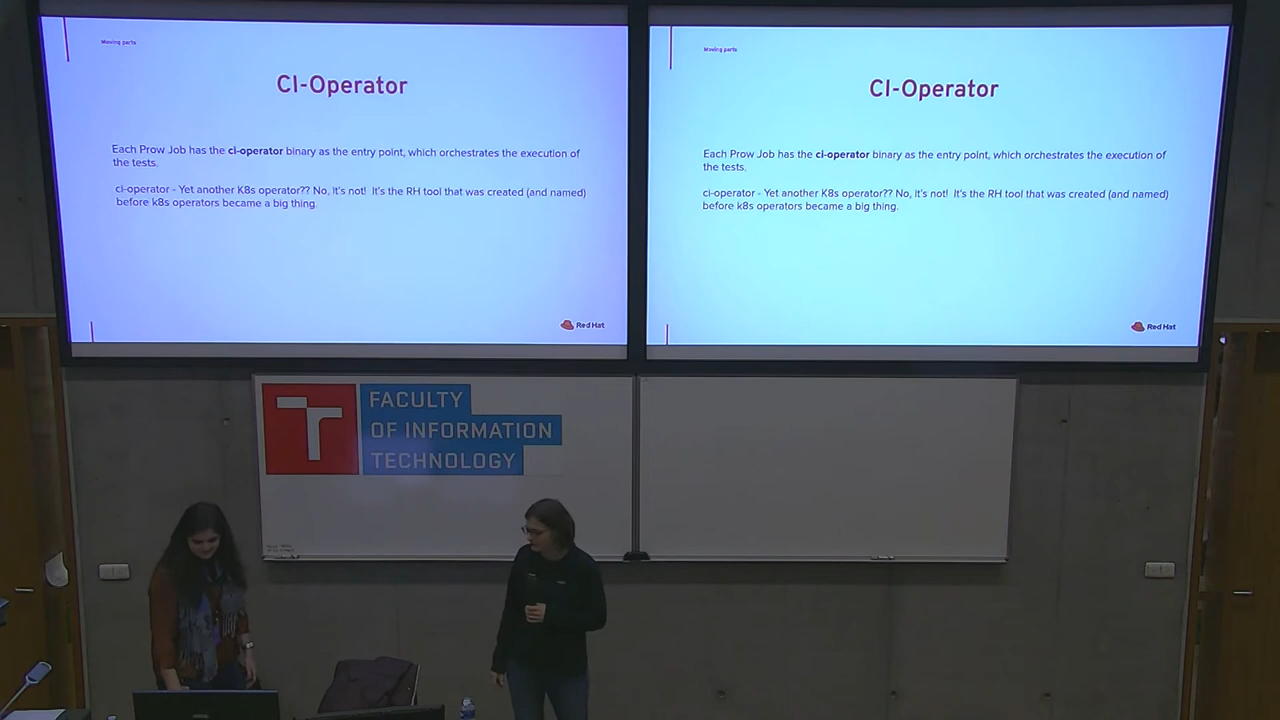 Moving parts
CI-Operator
Each Prow Job has the ci-operator binary as the entry point, which orchestrates the execution of
the tests.
ci-operator - Yet another K8s operator?? No, it's not!  It's the RH tool that was created (and named)
before k8s operators became a big thing.
Red Hat
Moving parts
CI-Operator
Each Prow Job has the ci-operator binary as the entry point, which orchestrates the execution of
the tests.
ci-operator - Yet another K8s operator?? No, it's not!  It's the RH tool that was created (and named)
before k8s operators became a big thing.
Red Hat
FACULTY
OF INFORMATION
TECHNOLOGY